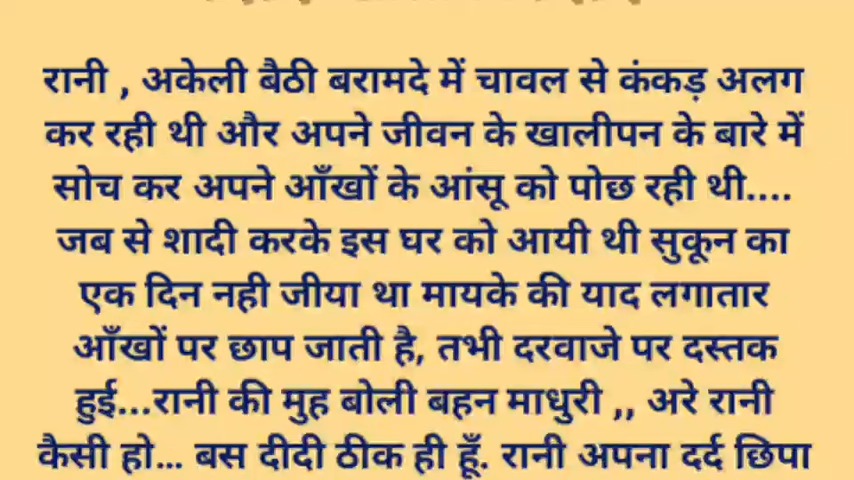 रानी , अकेली बैठी बरामदे में चावल से कंकड़ अलग
कर रही थी और अपने जीवन के खालीपन के बारे में
सोच कर अपने आँखों के आंसू को पोछ रही थी....
जब से शादी करके इस घर को आयी थी सुकून का
एक दिन नही जीया था मायके की याद लगातार
आँखों पर छाप जाती है, तभी दरवाजे पर दस्तक
हुई...रानी की मुह बोली बहन माधुरी ,, अरे रानी
कैसी हो... बस दीदी ठीक ही हूँ. रानी अपना दर्द छिपा